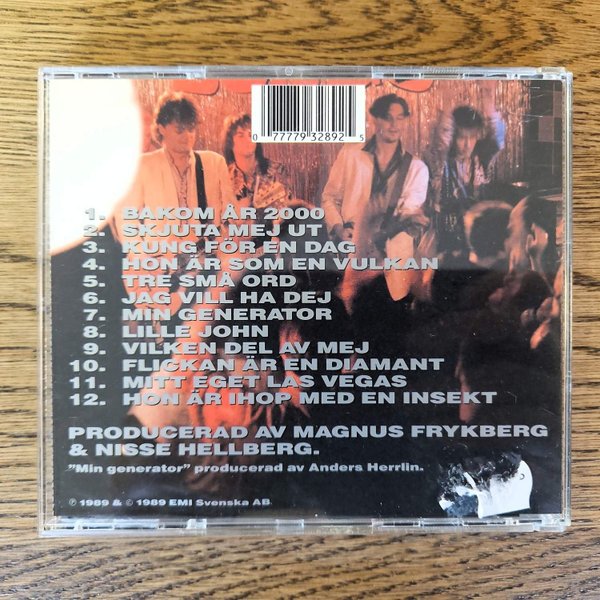 0 77779 32892 5
1. BAKOM ÅR 2000
2. SKJUTA MEJ UT
3. KUNG FÖR EN DAG
4. HON ÄR SOM EN VULKAN
5. TRE SMÅ ORD
6. JAG VILL HA DEJ
7. MIN GENERATOR
8. LILLE JOHN
9. VILKEN DEL AV MEJ
10. FLICKAN ÄR EN DIAMANT
11. MITT EGET LAS VEGAS
12. HON ÄR IHOP MED EN INSEKT
PRODUCERAD AV MAGNUS FRYKBERG
& NISSE HELLBERG.
"Min generator" producerad av Anders Herrlin.
℗ 1989 & © 1989 EMI Svenska AB